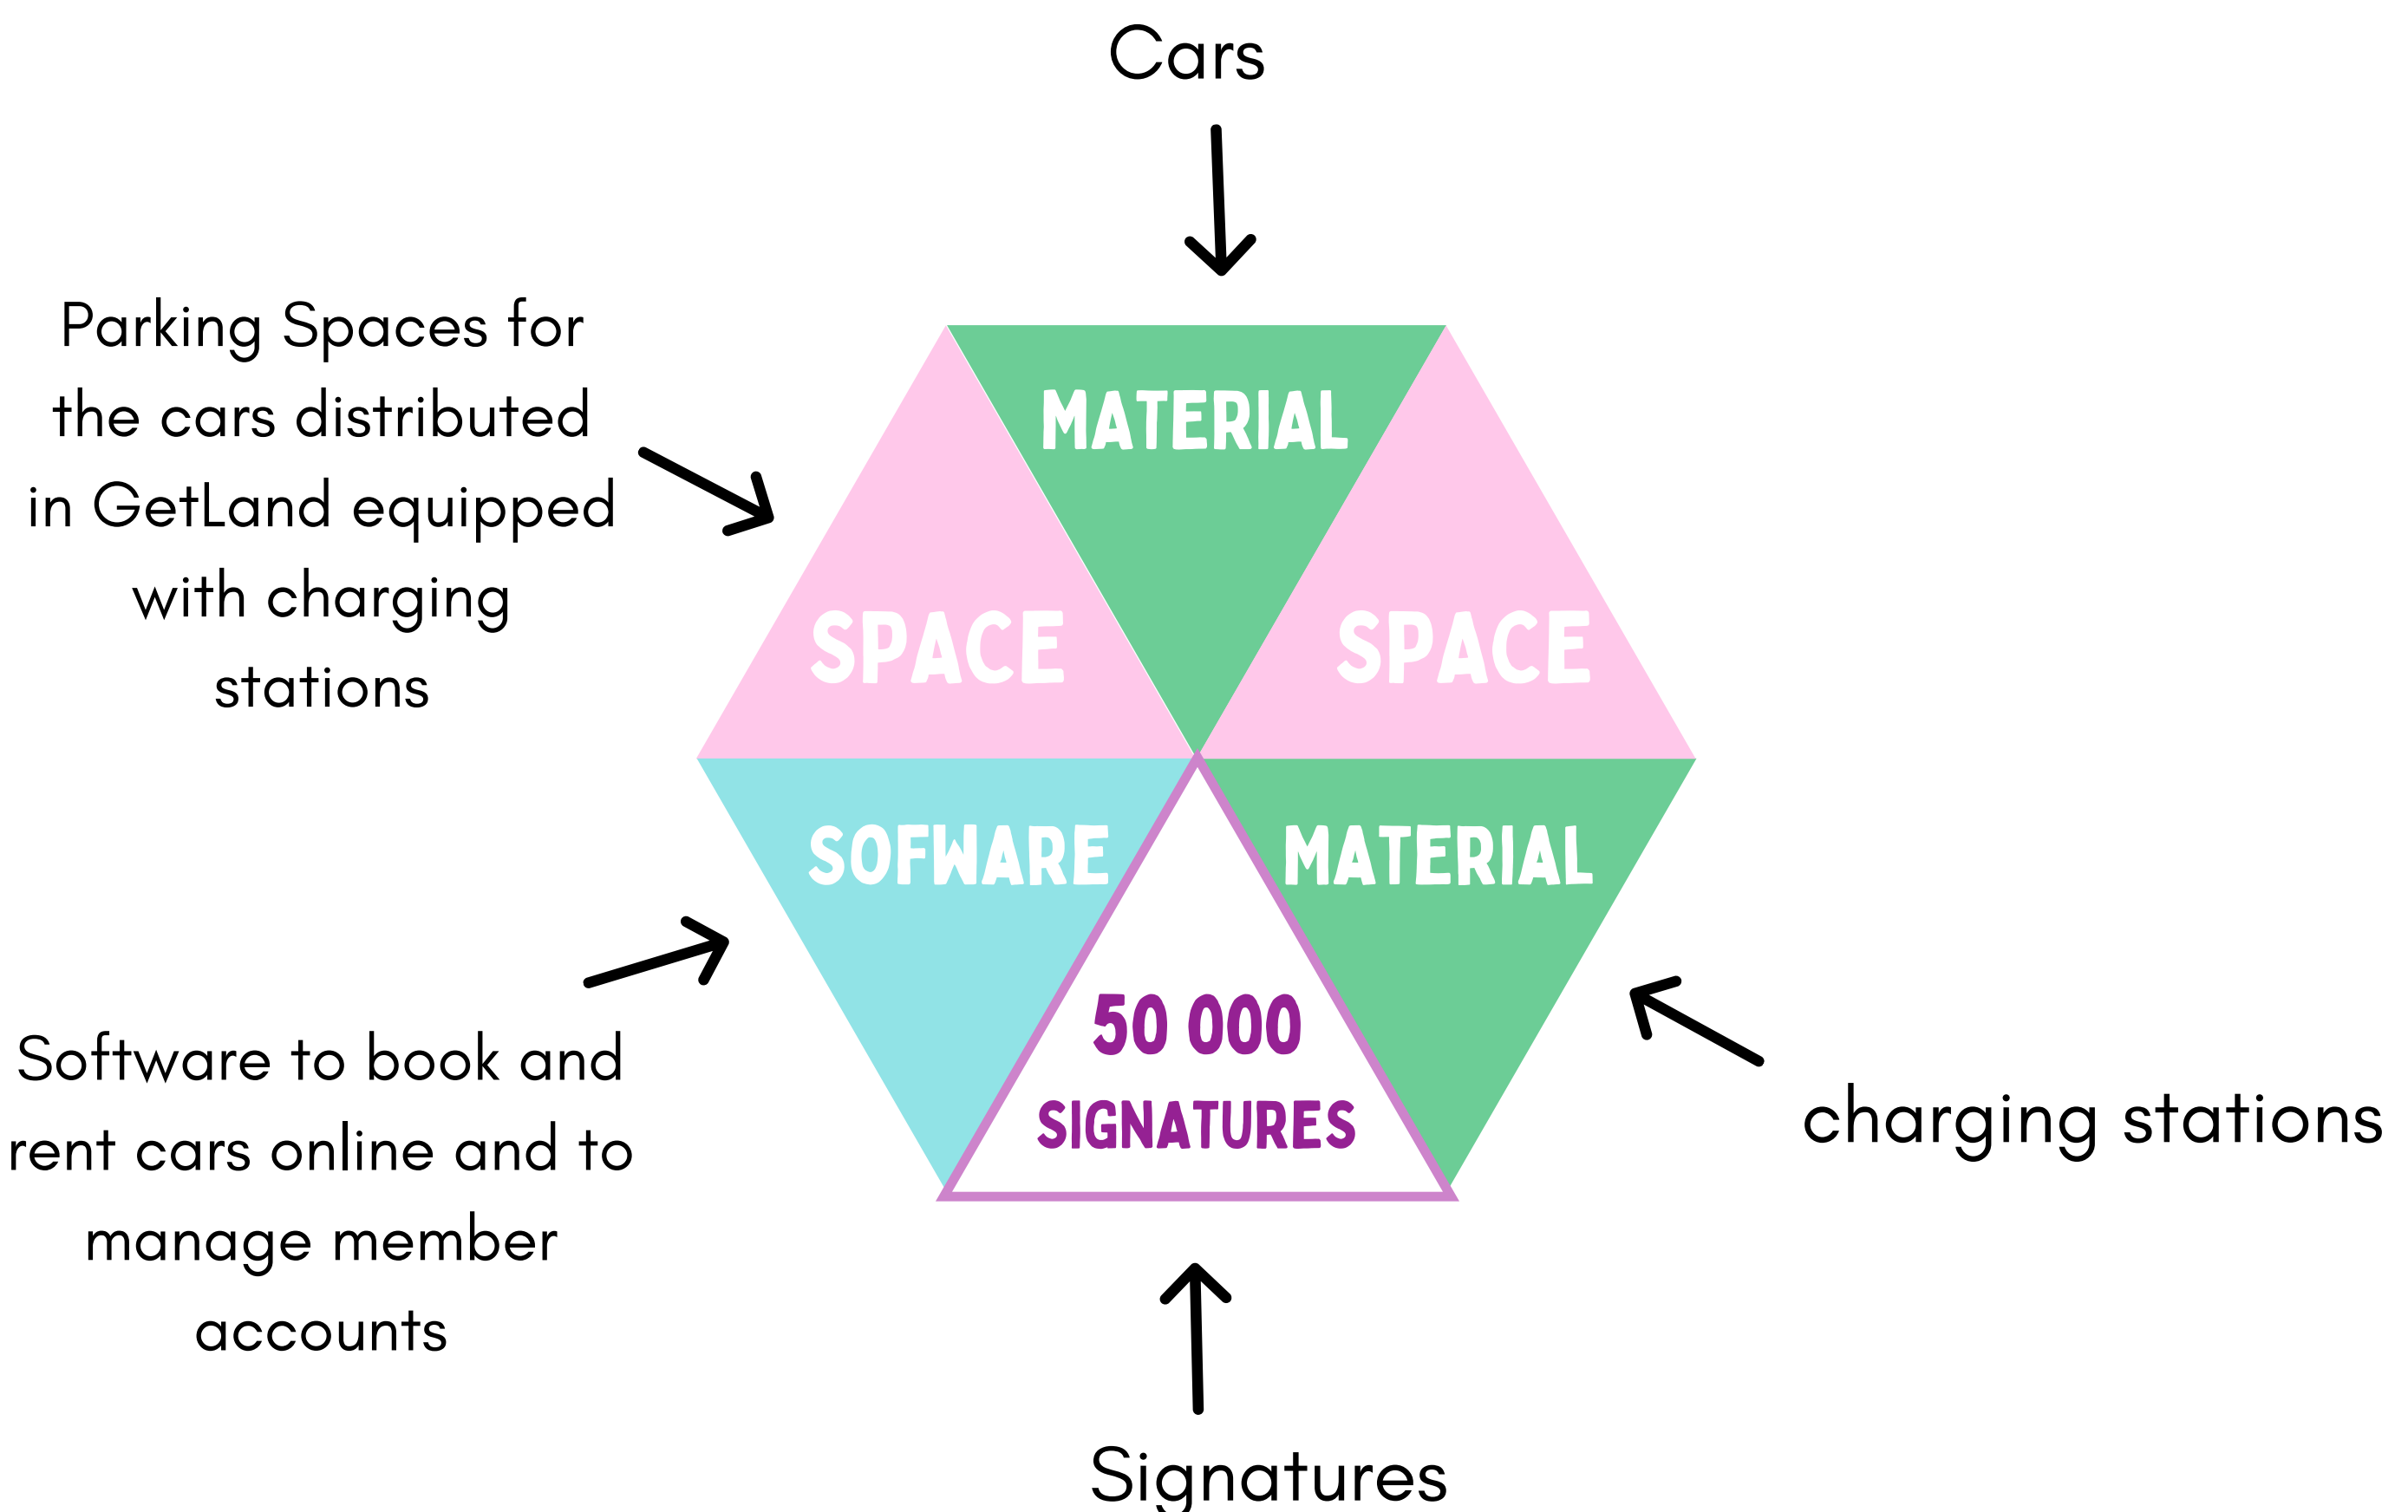 Cars
Parking Spaces for
the cars distributed
in GetLand equipped
with charging
stations
MATERIAL
SPACE
SPACE
SOFWARE
MATERIAL
50 000
SIGNATURES
Software to book and
rent cars online and to
manage member
accounts
charging stations
Signatures